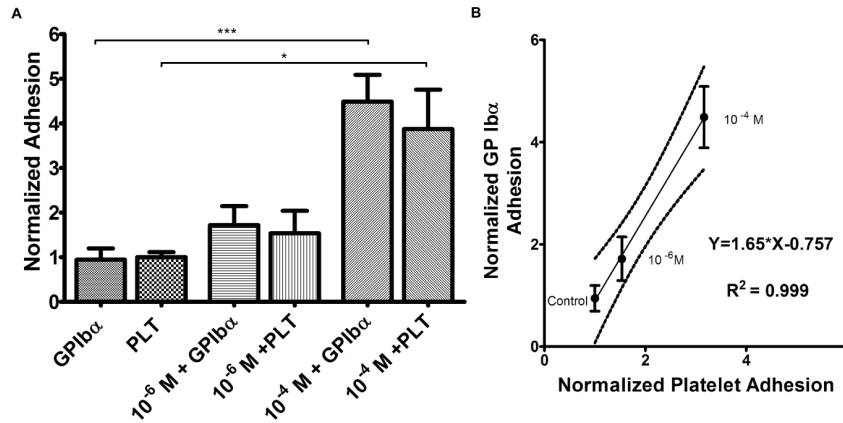 A
***
*
Normalized Adhesion
6
5
4
3
2
1
0
GPIbα
PLT
10⁻⁶ M + GPIbα
10⁻⁶ M +PLT
10⁻⁴ M + GPIbα
10⁻⁴ M +PLT
B
Normalized GP Ibα
Adhesion
6
4
2
0
0 2 4
10 ⁻⁴ M
10 ⁻⁶M
Control
Y=1.65*X-0.757
R² = 0.999
Normalized Platelet Adhesion